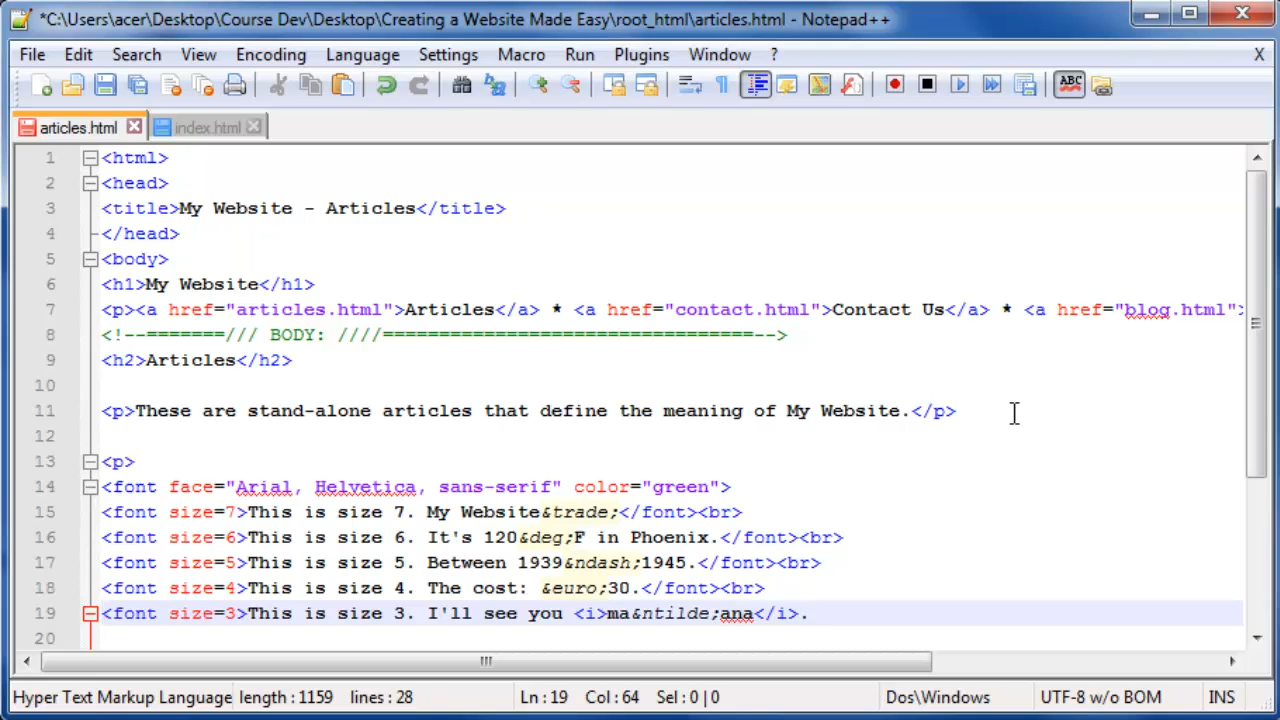 *C:\Users\acer\Desktop\Course Dev\Desktop\Creating a Website Made Easy\root_html\articles.html - Notepad++
File Edit Search View Encoding Language Settings Macro Run Plugins Window ? X
ABC
articles.html index.html
1 <html>
2 <head>
3 <title>My Website - Articles</title>
4 </head>
5 <body>
6 <h1>My Website</h1>
7 <p><a href="articles.html">Articles</a> * <a href="contact.html">Contact Us</a> * <a href="blog.html">
8 <!--=======/// BODY: ////=================================-->
9 <h2>Articles</h2>
10
11 <p>These are stand-alone articles that define the meaning of My Website.</p>
12
13 <p>
14 <font face="Arial, Helvetica, sans-serif" color="green">
15 <font size=7>This is size 7. My Website&trade;</font><br>
16 <font size=6>This is size 6. It's 120&deg;F in Phoenix.</font><br>
17 <font size=5>This is size 5. Between 1939&ndash;1945.</font><br>
18 <font size=4>This is size 4. The cost: &euro;30.</font><br>
19 <font size=3>This is size 3. I'll see you <i>ma&ntilde;ana</i>.
20
Hyper Text Markup Language length : 1159 lines : 28 Ln : 19 Col : 64 Sel : 0 | 0 Dos\Windows UTF-8 w/o BOM INS